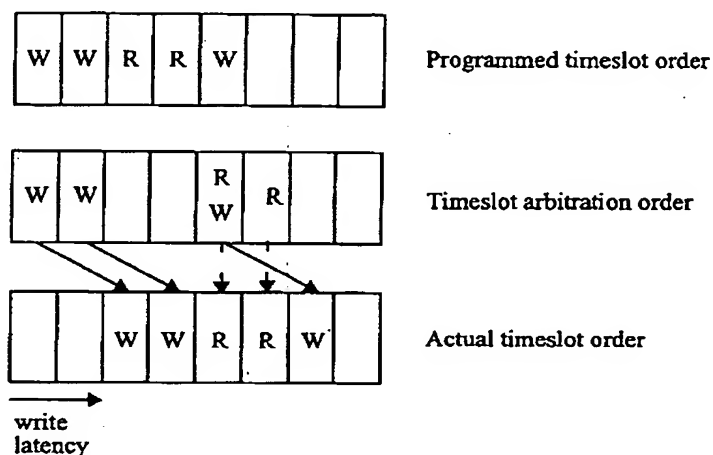 W W R R W Programmed timeslot order
W W R W R Timeslot arbitration order
W W R R W Actual timeslot order
write
latency